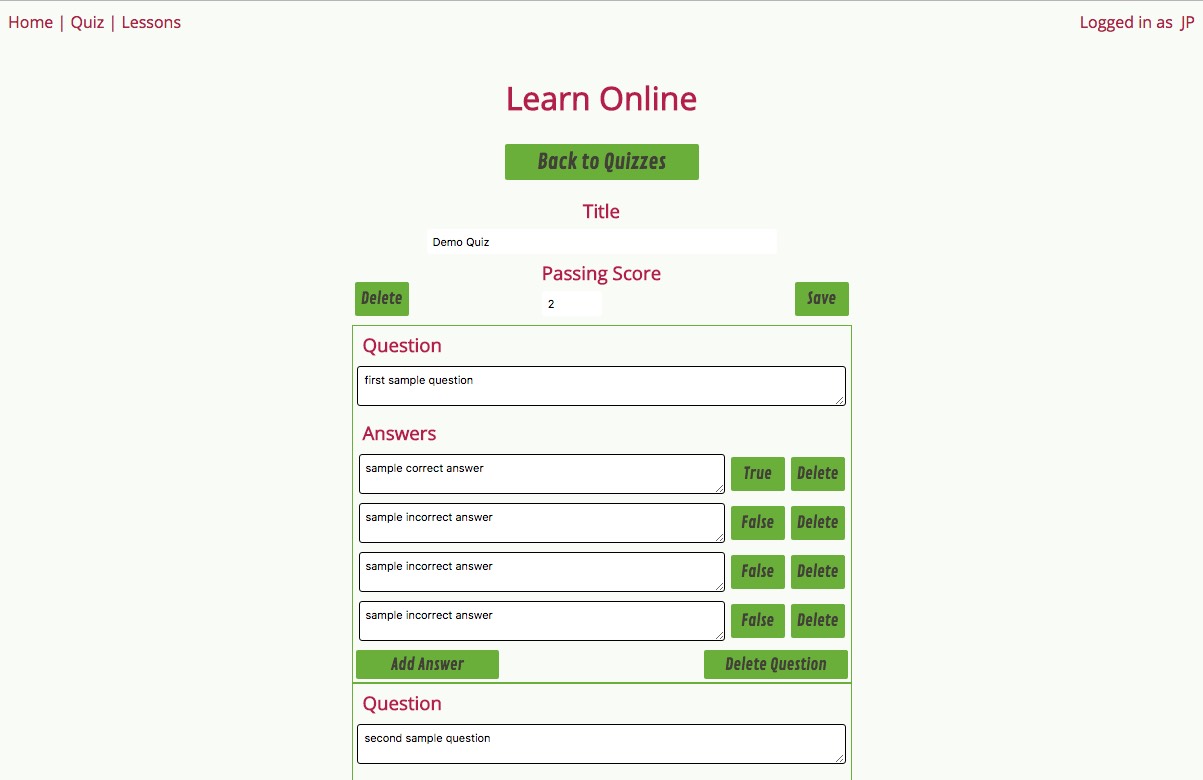 Home | Quiz | Lessons
Logged in as JP
Learn Online
Back to Quizzes
Title
Demo Quiz
Passing Score
Delete
2
Save
Question
first sample question
Answers
sample correct answer True Delete
sample incorrect answer False Delete
sample incorrect answer False Delete
sample incorrect answer False Delete
Add Answer Delete Question
Question
second sample question